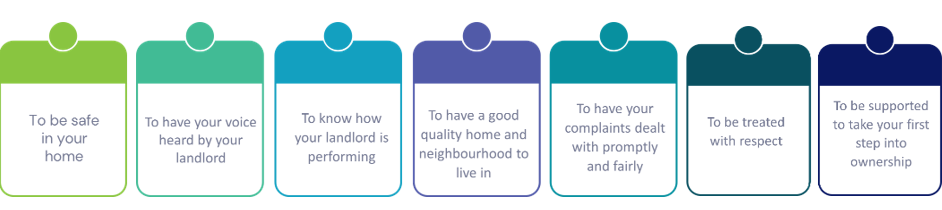 To be safe
in your
home
To have your voice
heard by your
landlord
To know how
your landlord is
performing
To have a good
quality home and
neighbourhood to
live in
To have your
complaints dealt
with promptly
and fairly
To be treated
with respect
To be supported
to take your first
step into
ownership